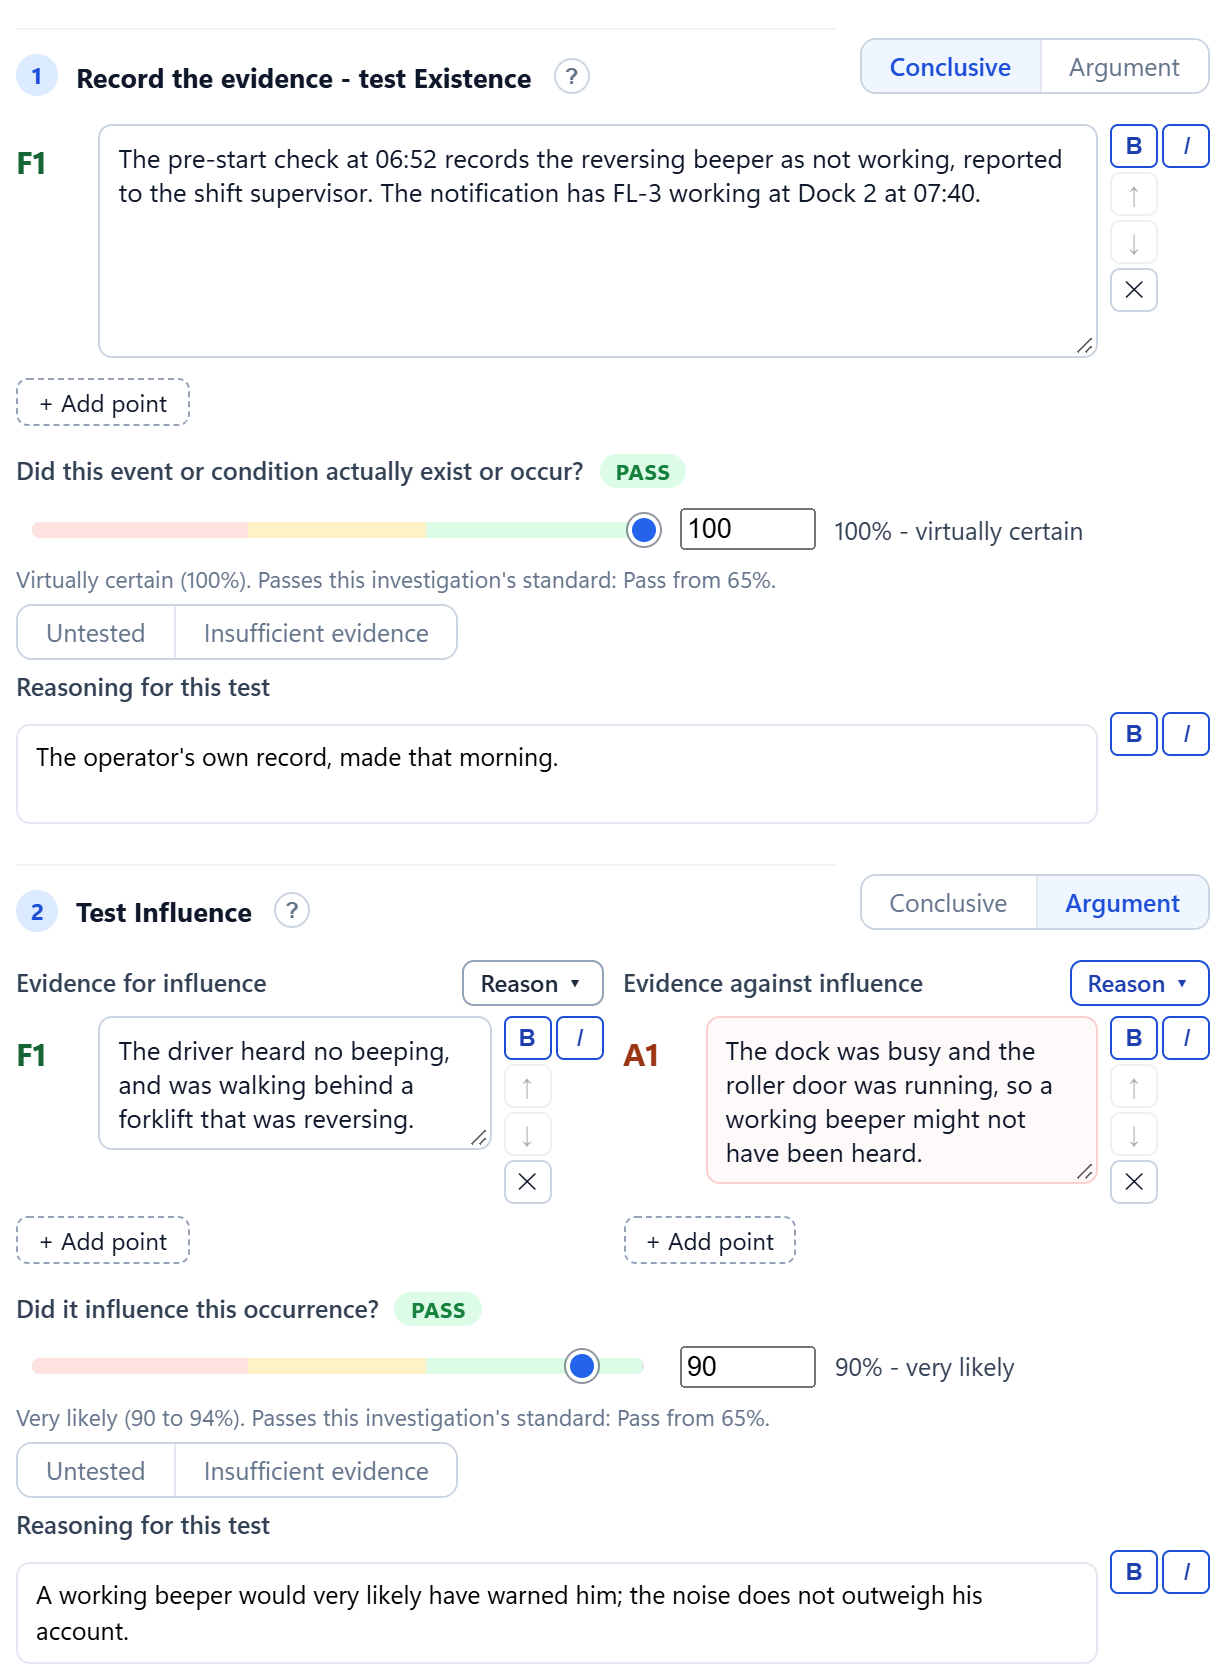 1 Record the evidence - test Existence ? Conclusive Argument
F1 The pre-start check at 06:52 records the reversing beeper as not working, reported B I
to the shift supervisor. The notification has FL-3 working at Dock 2 at 07:40.
↑
↓
×
+ Add point
Did this event or condition actually exist or occur? PASS
100 100% - virtually certain
Virtually certain (100%). Passes this investigation's standard: Pass from 65%.
Untested Insufficient evidence
Reasoning for this test
B I
The operator's own record, made that morning.
2 Test Influence ? Conclusive Argument
Evidence for influence Reason ▼ Evidence against influence Reason ▼
F1 The driver heard no beeping,
and was walking behind a
forklift that was reversing.
B I
↑
↓
×
A1 The dock was busy and the
roller door was running, so a
working beeper might not
have been heard.
B I
↑
↓
×
+ Add point + Add point
Did it influence this occurrence? PASS
90 90% - very likely
Very likely (90 to 94%). Passes this investigation's standard: Pass from 65%.
Untested Insufficient evidence
Reasoning for this test
B I
A working beeper would very likely have warned him; the noise does not outweigh his
account.